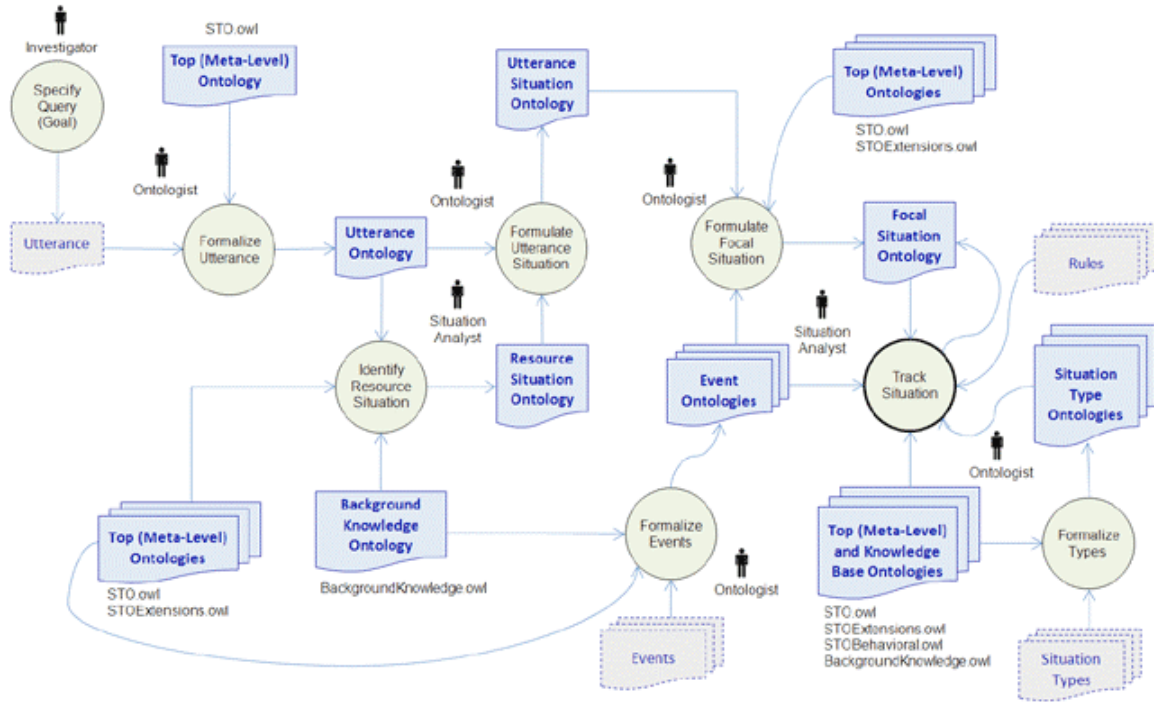 Investigator
Specify
Query
(Goal)
STO.owl
Top (Meta-Level)
Ontology
Utterance
Situation
Ontology
Top (Meta-Level)
Ontologies
STO.owl
STOExtensions.owl
Ontologist
Ontologist
Ontologist
Utterance
Formalize
Utterance
Utterance
Ontology
Formulate
Utterance
Situation
Formulate
Focal
Situation
Focal
Situation
Ontology
Rules
Situation
Analyst
Situation
Analyst
Identify
Resource
Situation
Resource
Situation
Ontology
Event
Ontologies
Track
Situation
Situation
Type
Ontologies
Ontologist
Top (Meta-Level)
Ontologies
STO.owl
STOExtensions.owl
Background
Knowledge
Ontology
BackgroundKnowledge.owl
Formalize
Events
Ontologist
Events
Top (Meta-Level]
and Knowledge
Base Ontologies
STO.owl
STOExtensions.owl
STOBehavioral.owl
BackgroundKnowledge.owl
Formalize
Types
Situation
Types